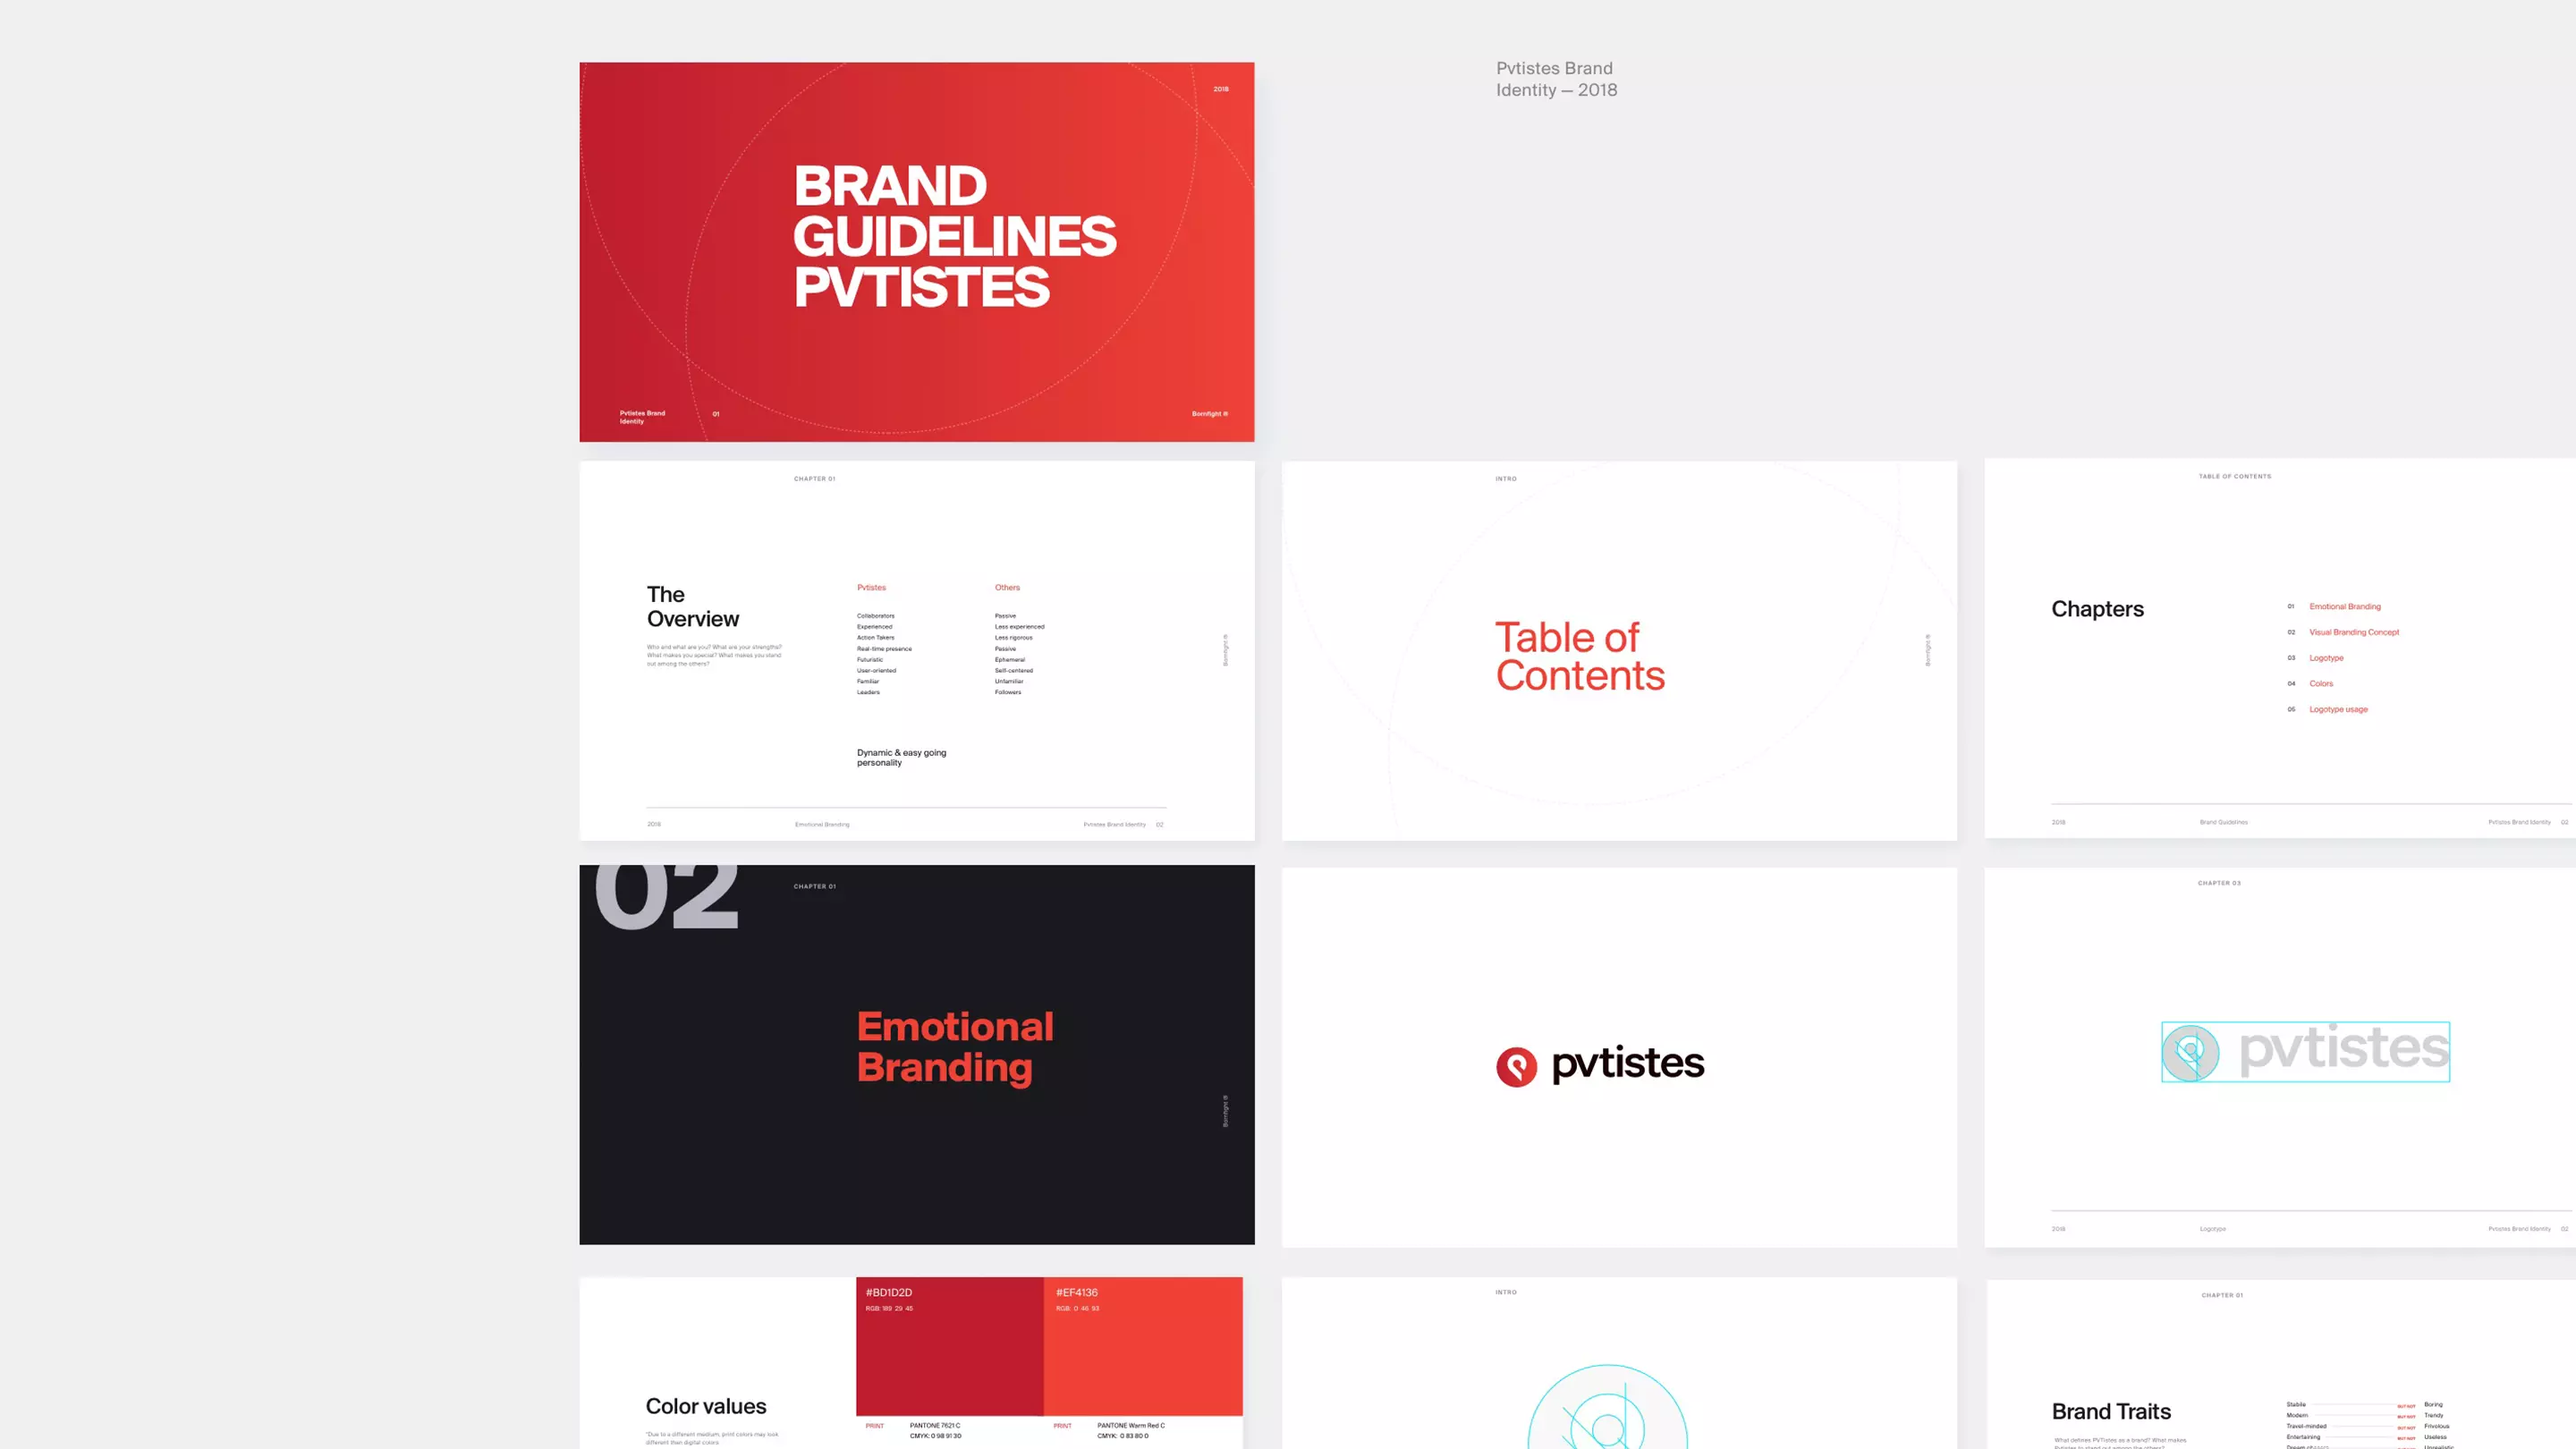 Pvtistes Brand
Identity — 2018
2018
BRAND
GUIDELINES
PVTISTES
Pvtistes Brand
Identity
01
Bornfight ®
CHAPTER 01
The
Overview
Who and what are you? What are your strengths?
What makes you special? What makes you stand
out among the others?
Pvtistes
Collaborators
Experienced
Action Takers
Real-time presence
Futuristic
User-oriented
Familiar
Leaders
Others
Passive
Less experienced
Less rigorous
Passive
Ephemeral
Self-centered
Unfamiliar
Followers
Dynamic & easy going
personality
Bornfight ®
2018
Emotional Branding
Pvtistes Brand Identity
02
INTRO
Table of
Contents
Bornfight ®
TABLE OF CONTENTS
Chapters
01 Emotional Branding
02 Visual Branding Concept
03 Logotype
04 Colors
05 Logotype usage
2018
Brand Guidelines
Pvtistes Brand Identity
02
02
CHAPTER 01
Emotional
Branding
Bornfight ®
pvtistes
CHAPTER 03
pvtistes
2018
Logotype
Pvtistes Brand Identity
02
Color values
*Due to a different medium, print colors may look
different then digital colors
#BD1D2D
RGB: 189 29 45
PRINT
PANTONE 7621 C
CMYK: 0 98 91 30
#EF4136
RGB: 0 46 93
PRINT
PANTONE Warm Red C
CMYK: 0 83 80 0
INTRO
CHAPTER 01
Brand Traits
What defines PVTistes as a brand? What makes
Pvtistes to stand out among the others?
Stable BUT NOT Boring
Modern BUT NOT Trendy
Travel-minded BUT NOT Frivolous
Entertaining BUT NOT Useless